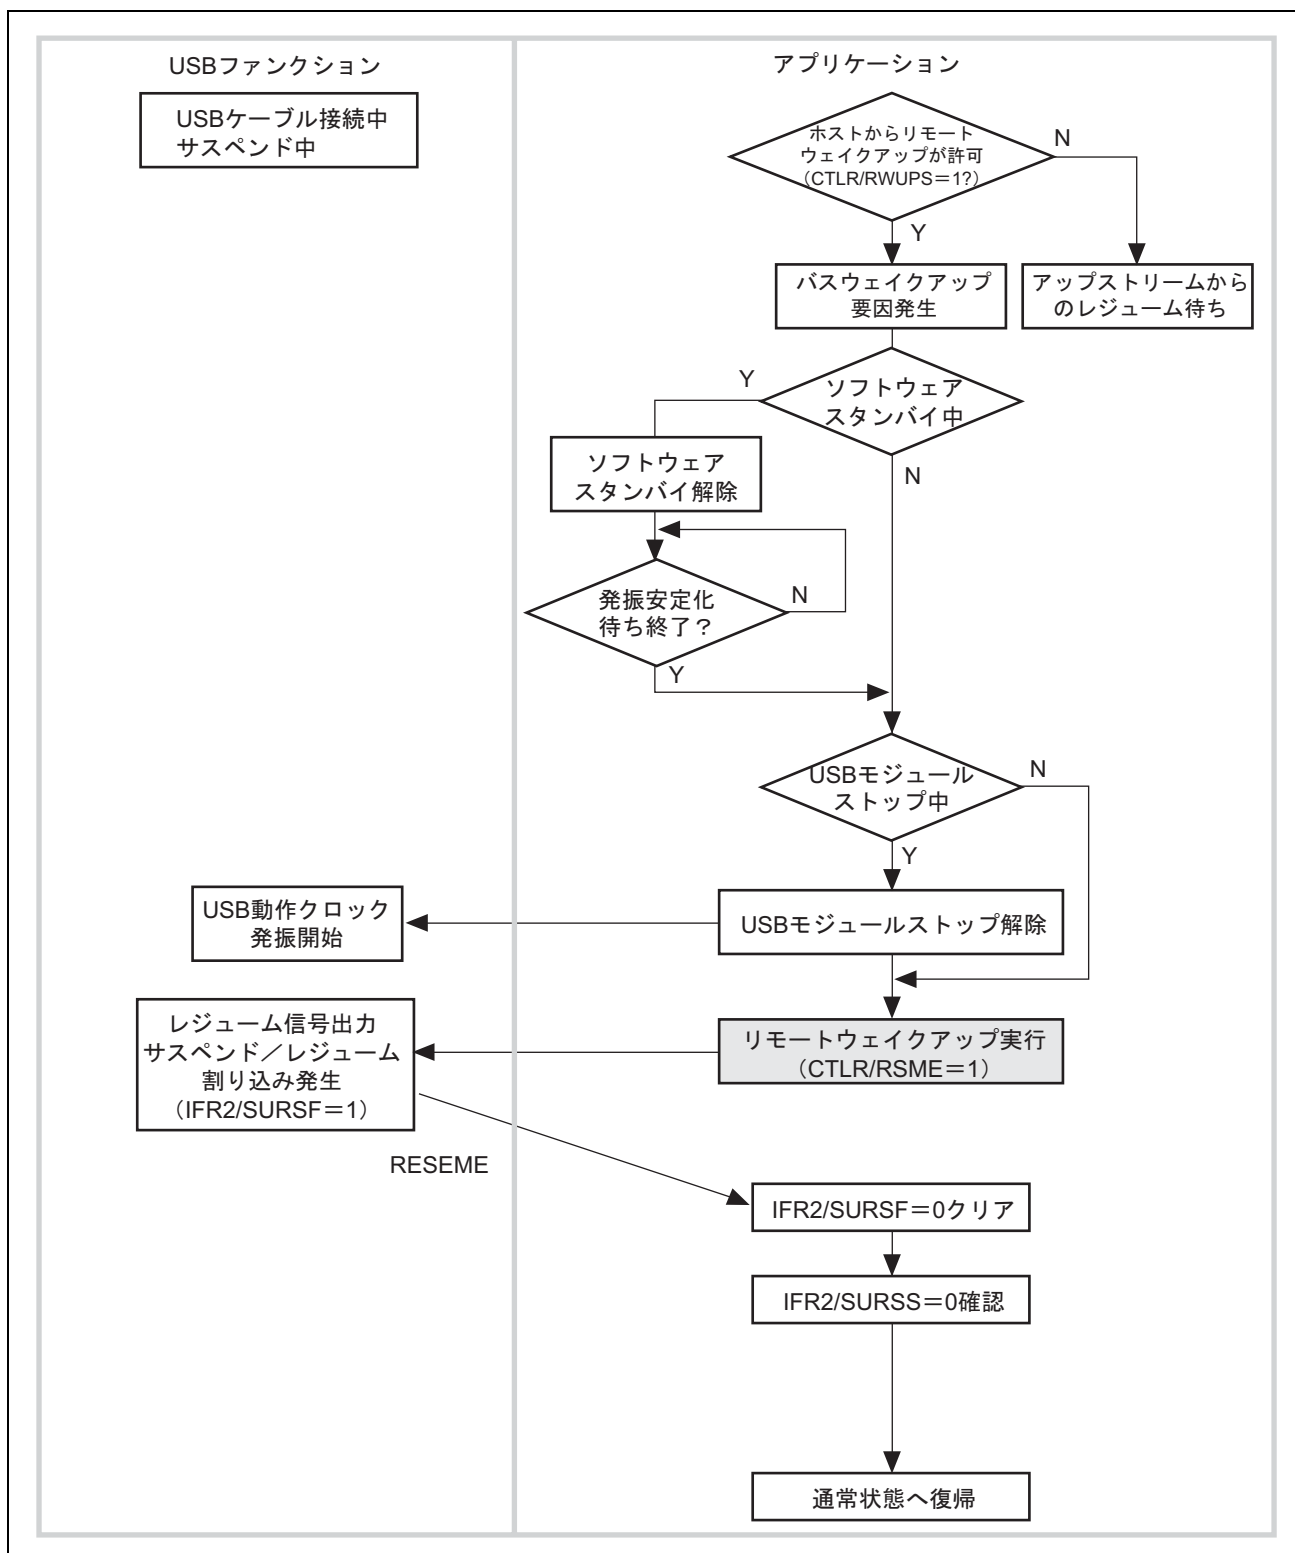 USBファンクション
アプリケーション
USBケーブル接続中
サスペンド中
ホストからリモート
ウェイクアップが許可
（CTLR/RWUPS＝1?）
N
Y
バスウェイクアップ
要因発生
アップストリームから
のレジューム待ち
Y
ソフトウェア
スタンバイ中
N
ソフトウェア
スタンバイ解除
発振安定化
待ち終了？
N
Y
USBモジュール
ストップ中
N
Y
USB動作クロック
発振開始
USBモジュールストップ解除
レジューム信号出力
サスペンド／レジューム
割り込み発生
（IFR2/SURSF＝1）
リモートウェイクアップ実行
（CTLR/RSME＝1）
RESEME
IFR2/SURSF＝0クリア
IFR2/SURSS＝0確認
通常状態へ復帰